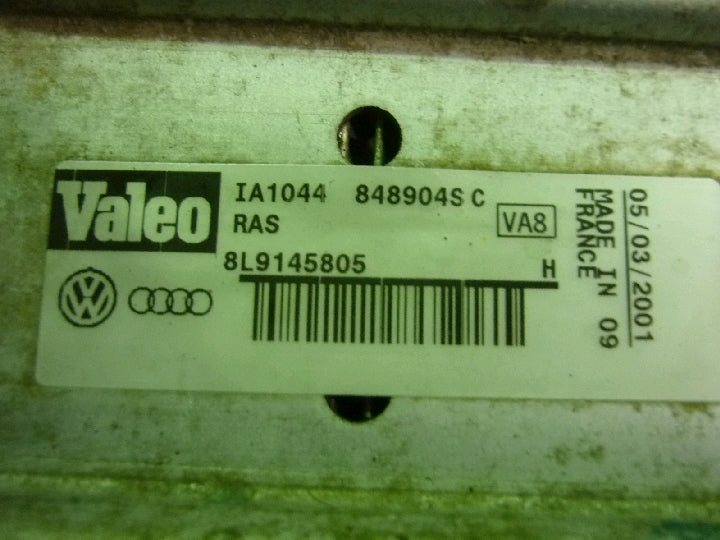 Valeo
IA1044 848904S C
RAS
VA8
8L9145805
H
05/03/2001
MADE IN 09
FRANCE